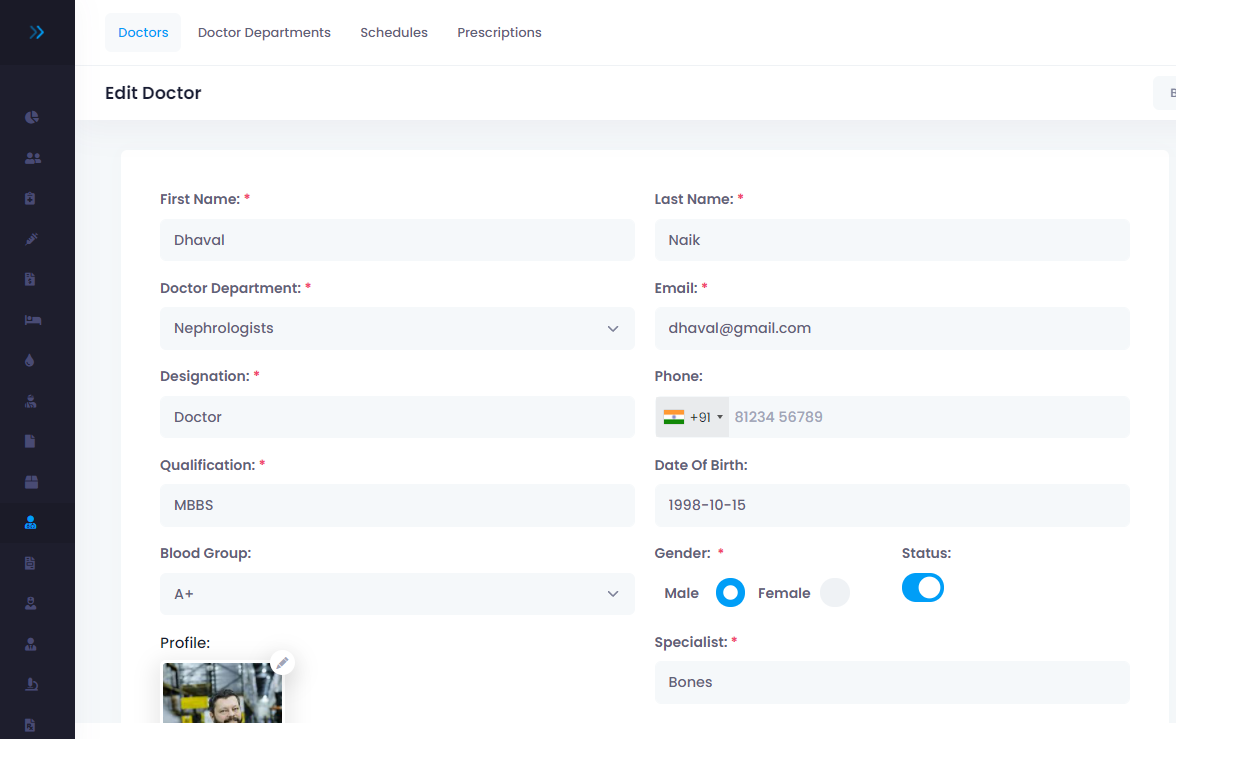 Doctors Doctor Departments Schedules Prescriptions
Edit Doctor
First Name: * Last Name: *
Dhaval Naik
Doctor Department: * Email: *
Nephrologists dhaval@gmail.com
Designation: * Phone:
Doctor +91 81234 56789
Qualification: * Date Of Birth:
MBBS 1998-10-15
Blood Group: Gender: * Status:
A+ Male Female
Profile: Specialist: *
Bones